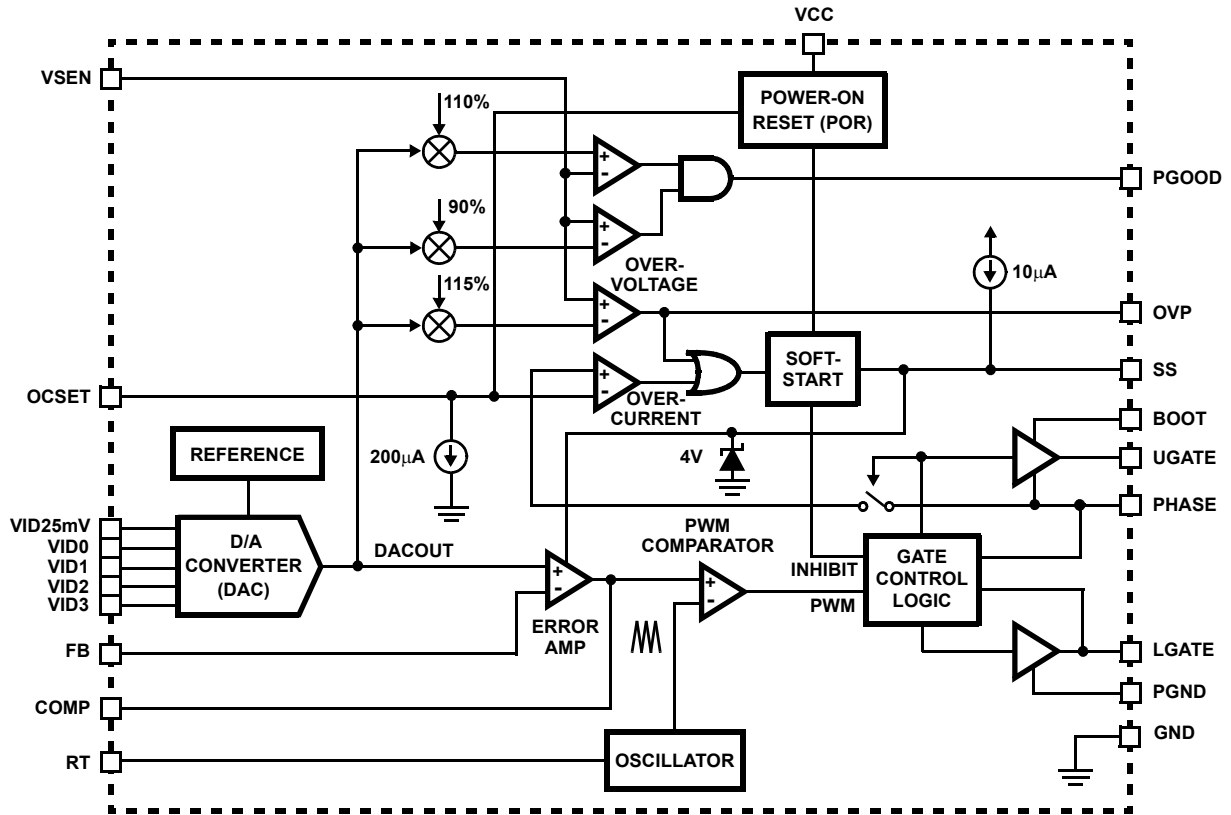 VCC
VSEN
110%
POWER-ON
RESET (POR)
PGOOD
90%
OVER-
VOLTAGE
10µA
115%
OVP
SOFT-
START
SS
OCSET
OVER-
CURRENT
BOOT
REFERENCE
200µA
4V
UGATE
PHASE
VID25mV
VID0
VID1
VID2
VID3
D/A
CONVERTER
(DAC)
DACOUT
PWM
COMPARATOR
INHIBIT
PWM
GATE
CONTROL
LOGIC
+
-
+
-
+
-
+
-
+
-
+
-
ERROR
AMP
FB
LGATE
COMP
PGND
GND
RT
OSCILLATOR